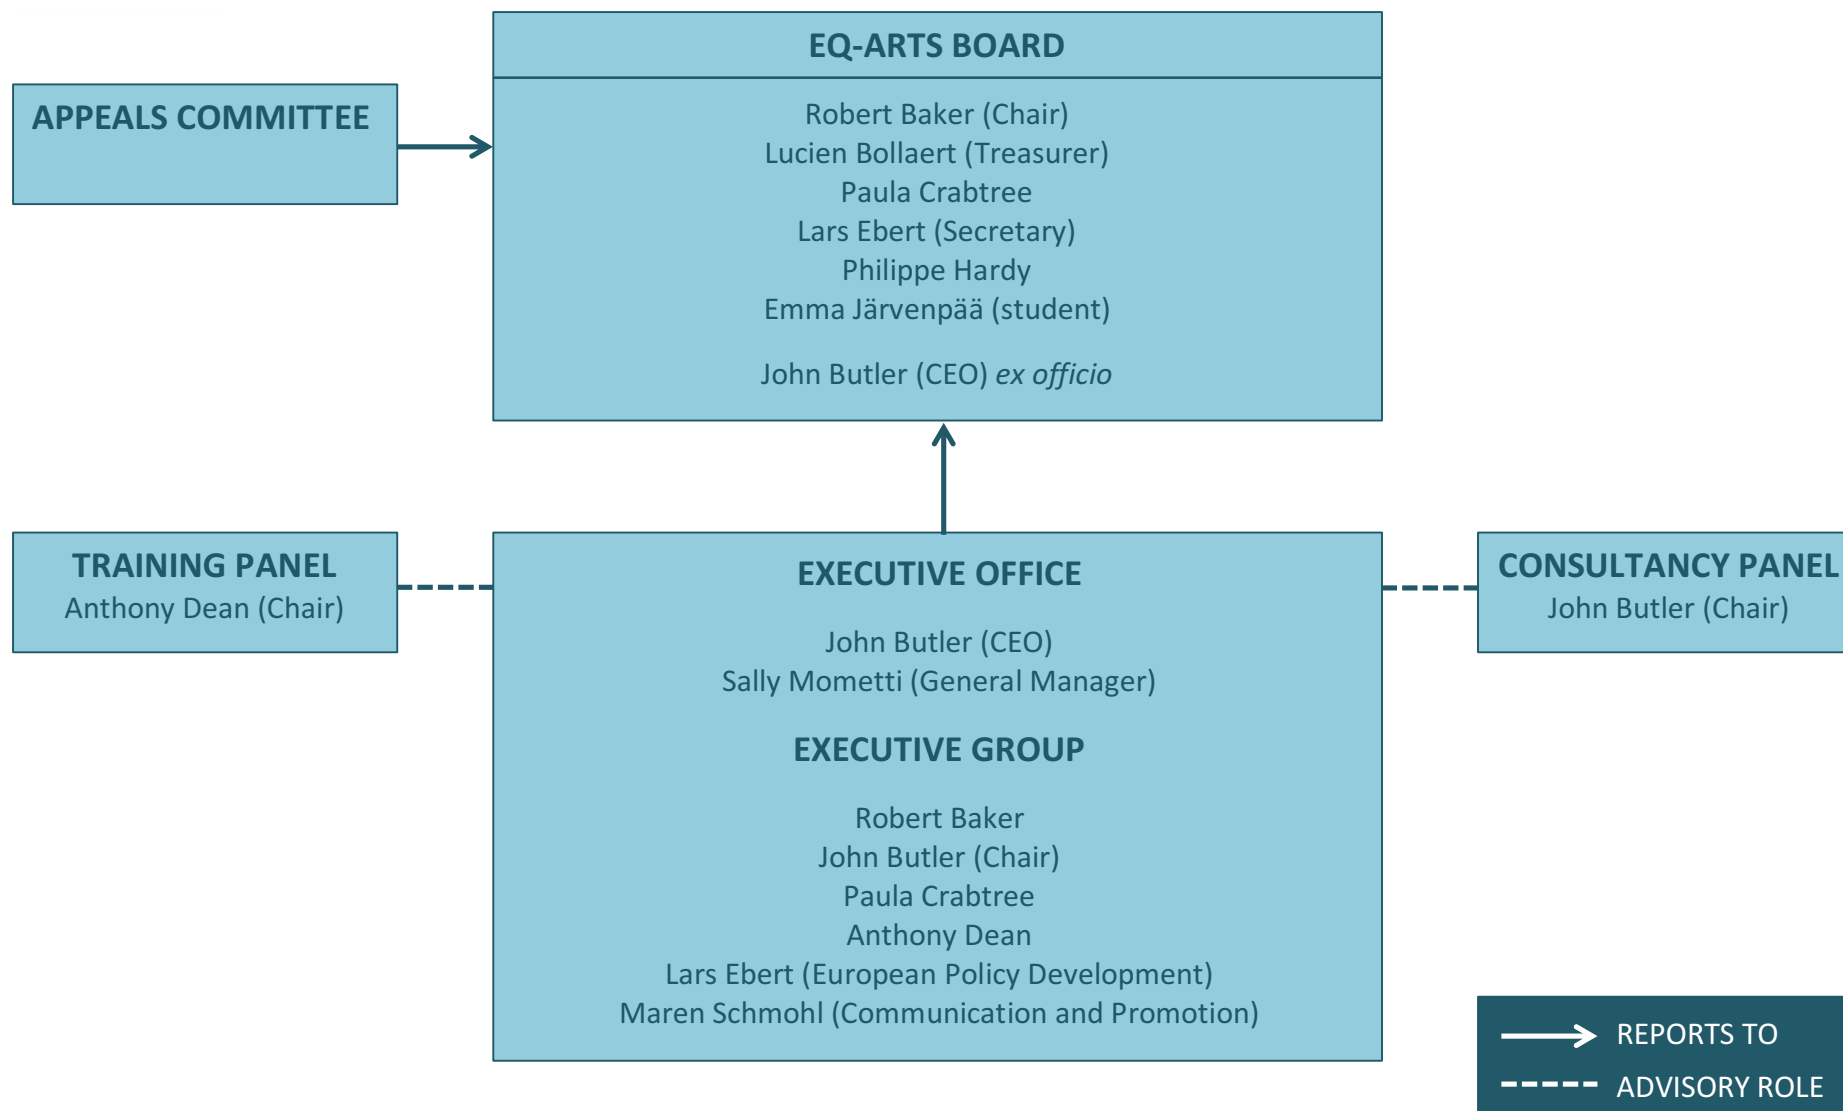 EQ-ARTS BOARD
Robert Baker (Chair)
Lucien Bollaert (Treasurer)
Paula Crabtree
Lars Ebert (Secretary)
Philippe Hardy
Emma Järvenpää (student)
John Butler (CEO) ex officio
APPEALS COMMITTEE
TRAINING PANEL
Anthony Dean (Chair)
EXECUTIVE OFFICE
John Butler (CEO)
Sally Mometti (General Manager)
EXECUTIVE GROUP
Robert Baker
John Butler (Chair)
Paula Crabtree
Anthony Dean
Lars Ebert (European Policy Development)
Maren Schmohl (Communication and Promotion)
CONSULTANCY PANEL
John Butler (Chair)
REPORTS TO
ADVISORY ROLE